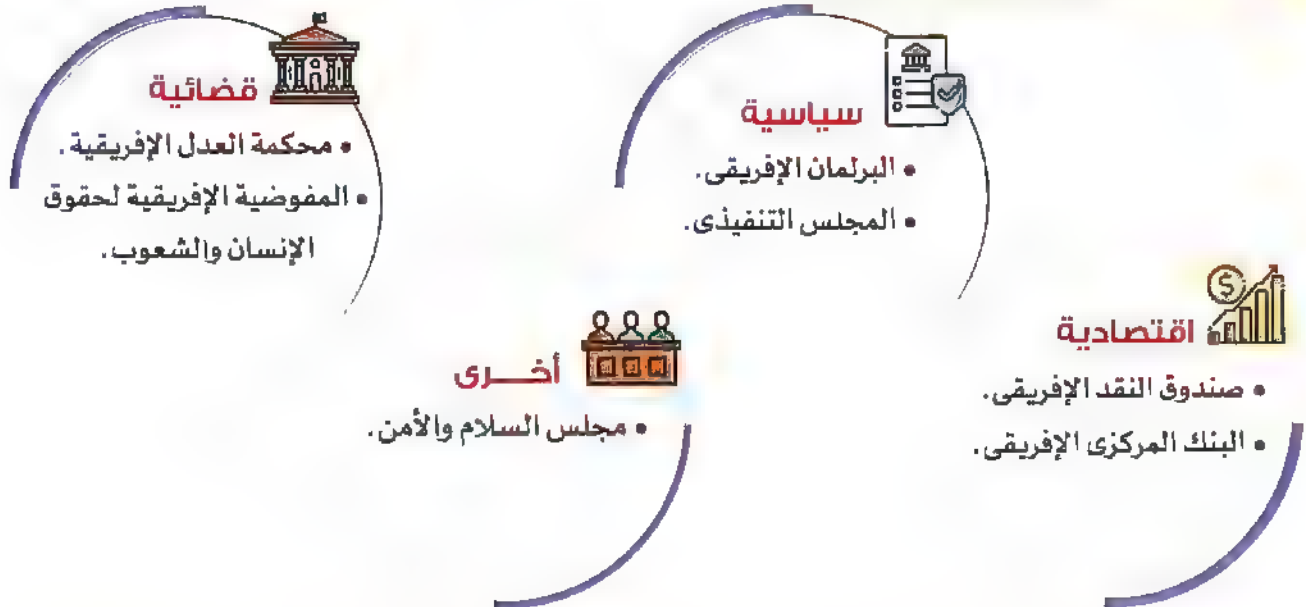 اقتصادية
• صندوق النقد الإفريقى.
• البنك المركزى الإفريقى.
سياسية
• البرلمان الإفريقى.
• المجلس التنفيذى.
أخــرى
• مجلس السلام والأمن.
قضائية
• محكمة العدل الإفريقية.
• المفوضية الإفريقية لحقوق
الإنسان والشعوب.